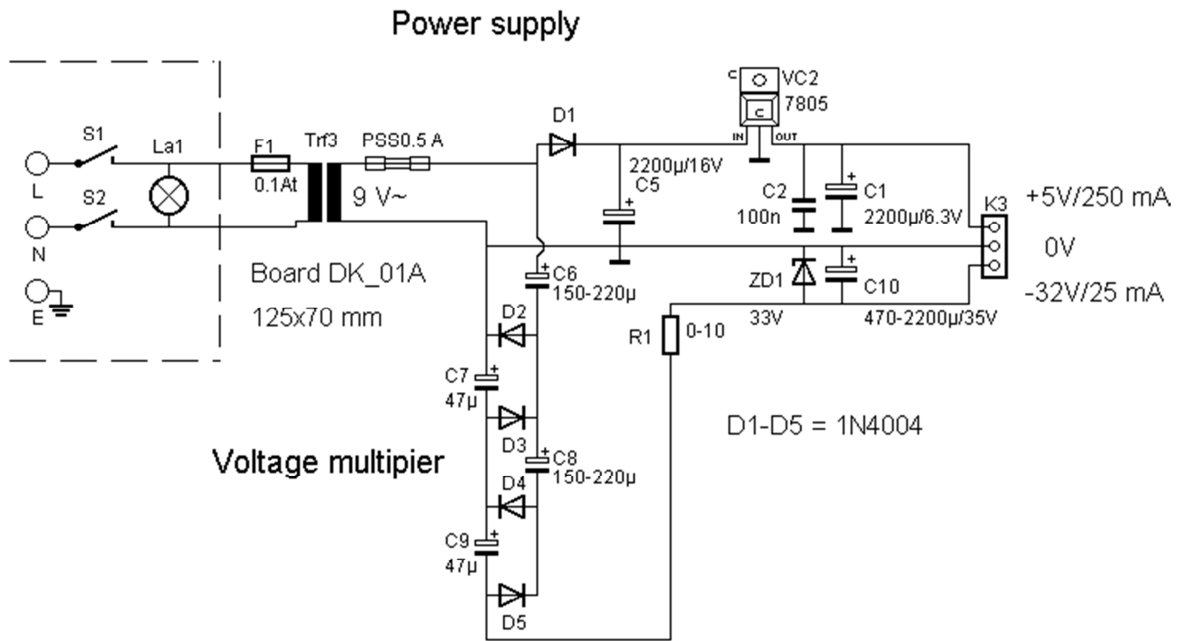 Power supply
S1
La1
F1
Trf3
PSS0.5 A
D1
C
VC2
C
7805
IN
OUT
L
0.1At
9 V~
2200µ/16V
C5
C2
100n
C1
2200µ/6.3V
K3
+5V/250 mA
S2
N
0V
E
Board DK_01A
125x70 mm
C6
150-220µ
ZD1
33V
C10
470-2200µ/35V
-32V/25 mA
D2
R1
0-10
C7
47µ
D3
D1-D5 = 1N4004
Voltage multipier
C8
150-220µ
D4
C9
47µ
D5
+
+
+
+
+
+
+